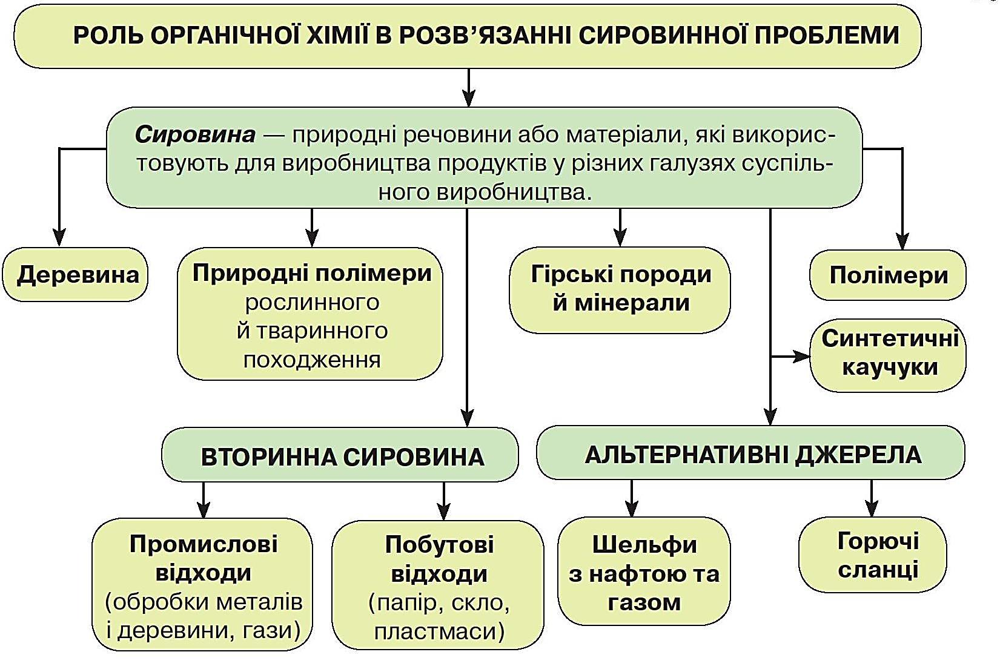 РОЛЬ ОРГАНІЧНОЇ ХІМІЇ В РОЗВ’ЯЗАННІ СИРОВИННОЇ ПРОБЛЕМИ
Сировина — природні речовини або матеріали, які викорис-
товують для виробництва продуктів у різних галузях суспіль-
ного виробництва.
Деревина
Природні полімери
рослинного
й тваринного
походження
Гірські породи
й мінерали
Полімери
Синтетичні
каучуки
ВТОРИННА СИРОВИНА
АЛЬТЕРНАТИВНІ ДЖЕРЕЛА
Промислові
відходи
(обробки металів
і деревини, гази)
Побутові
відходи
(папір, скло,
пластмаси)
Шельфи
з нафтою та
газом
Горючі
сланці